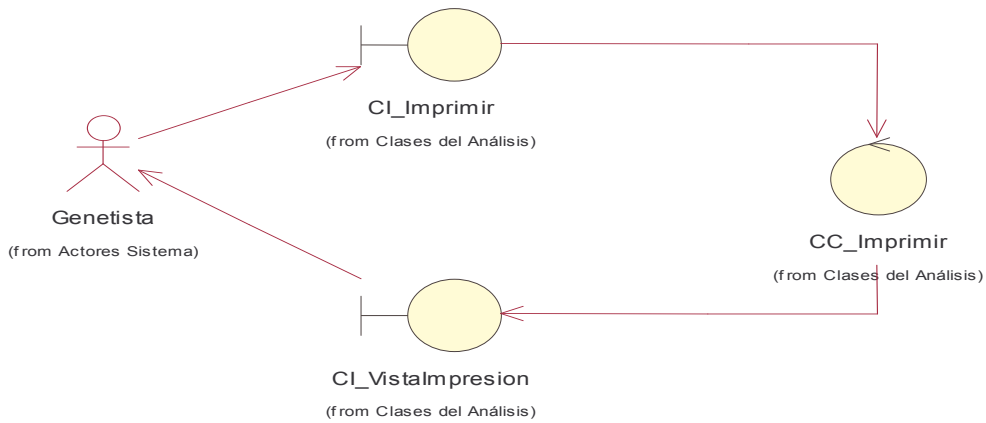 CI_Imprimir
(from Clases del Análisis)
Genetista
(from Actores Sistema)
CC_Imprimir
(from Clases del Análisis)
CI_VistaImpresion
(from Clases del Análisis)